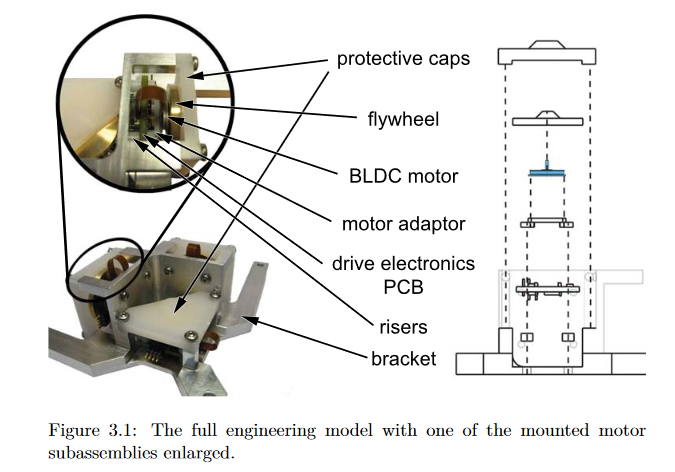 protective caps
flywheel
BLDC motor
motor adaptor
drive electronics
PCB
risers
bracket
Figure 3.1: The full engineering model with one of the mounted motor
subassemblies enlarged.